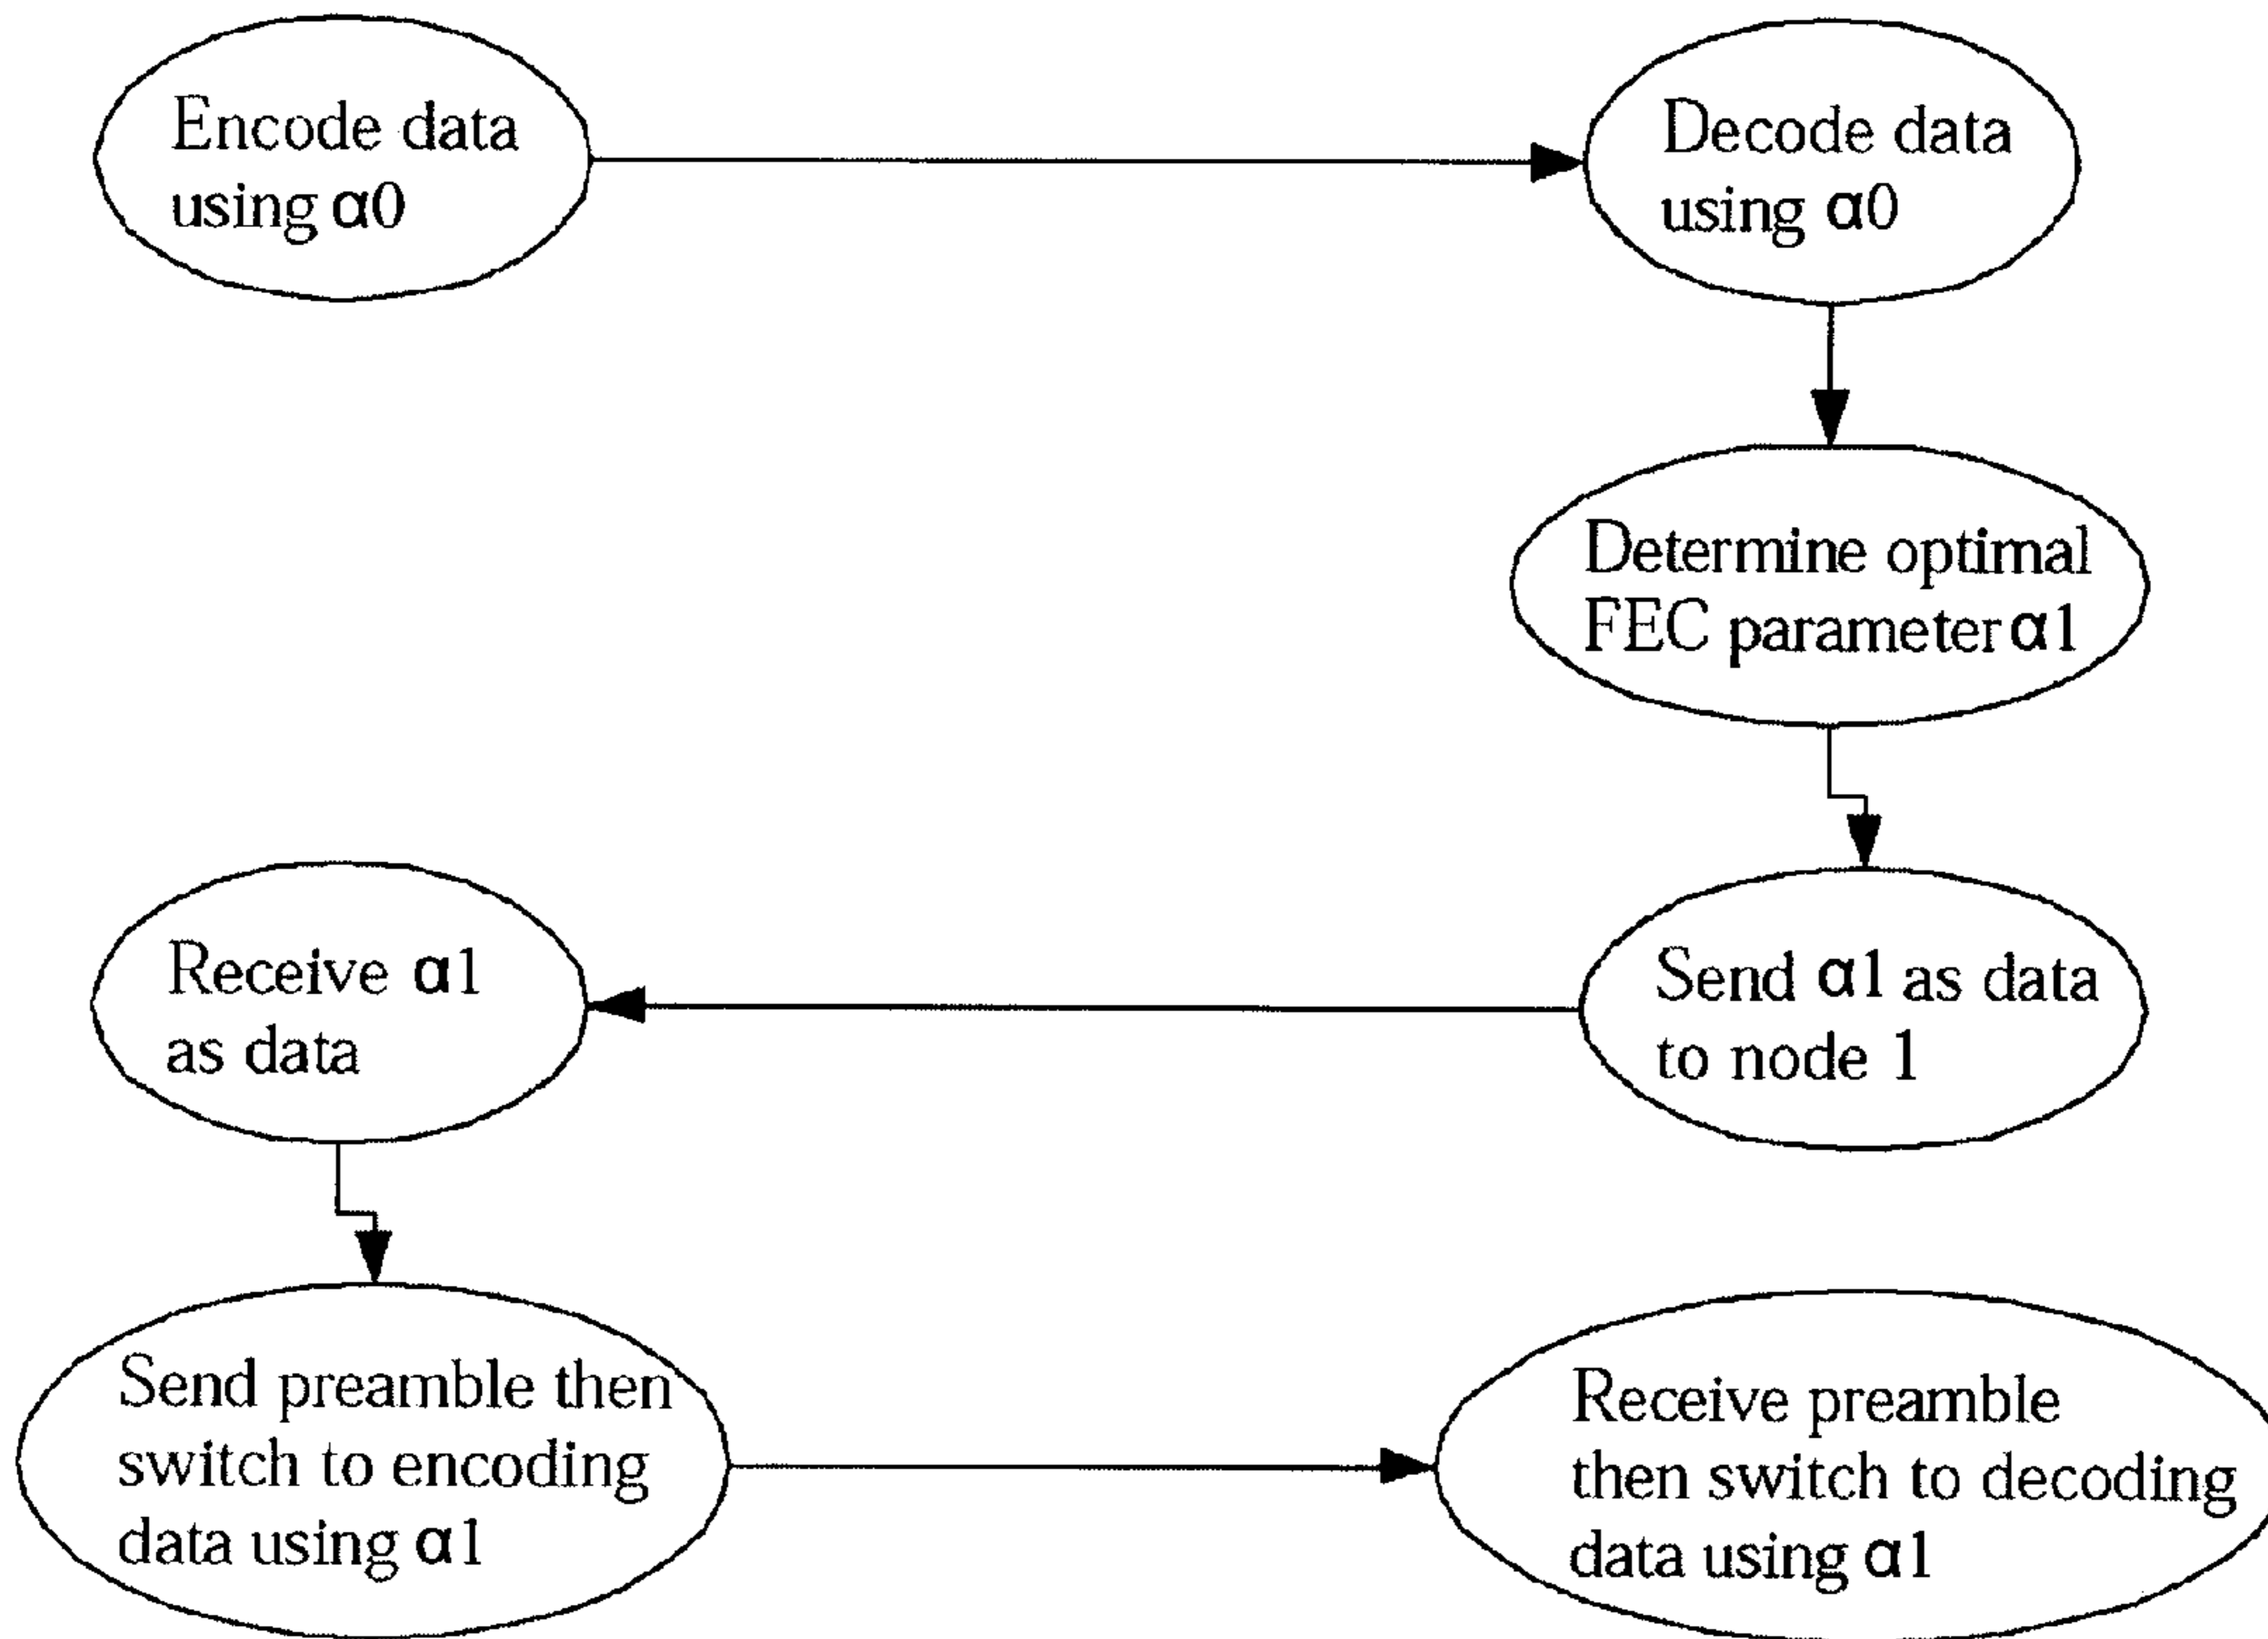 Encode data
using α0
Decode data
using α0
Determine optimal
FEC parameter α1
Send α1 as data
to node 1
Receive α1
as data
Send preamble then
switch to encoding
data using α1
Receive preamble
then switch to decoding
data using α1